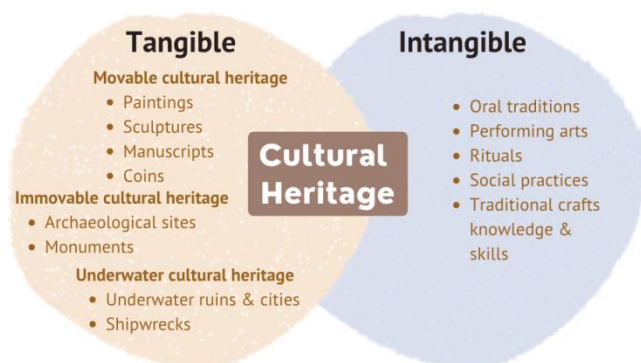 Tangible
Movable cultural heritage
• Paintings
• Sculptures
• Manuscripts
• Coins
Immovable cultural heritage
• Archaeological sites
• Monuments
Underwater cultural heritage
• Underwater ruins & cities
• Shipwrecks
Cultural
Heritage
Intangible
• Oral traditions
• Performing arts
• Rituals
• Social practices
• Traditional crafts
knowledge &
skills